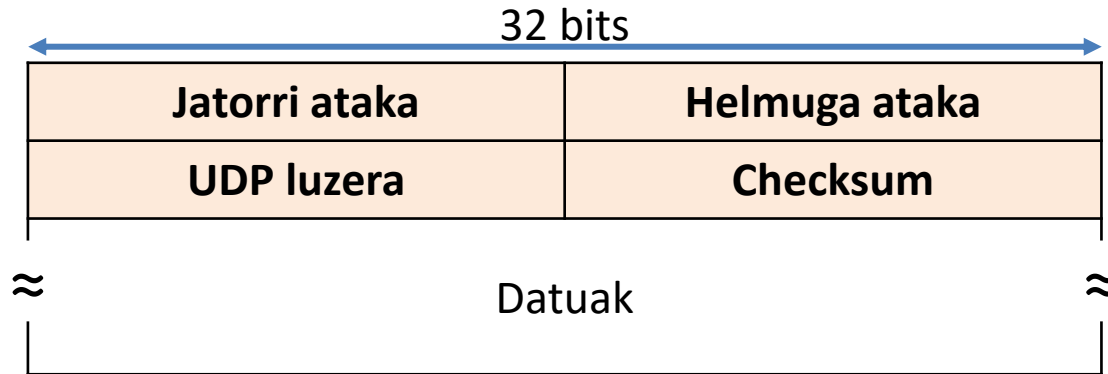 32 bits
Jatorri ataka Helmuga ataka
UDP luzera Checksum
≈ Datuak ≈